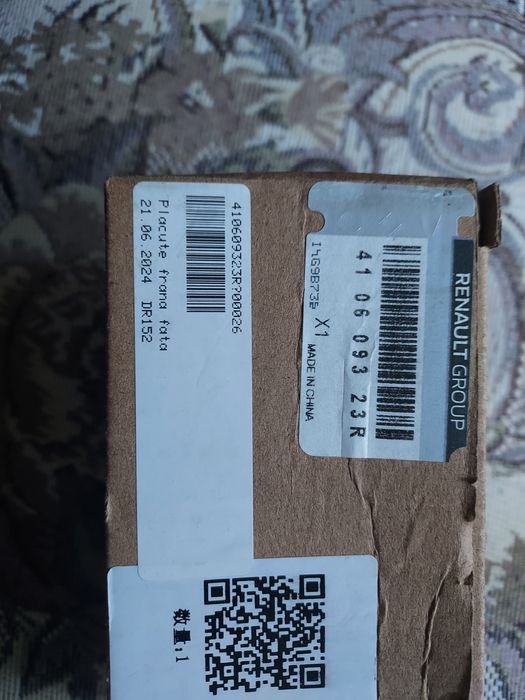 RENAULT GROUP
41 06 093 23R
X1 MADE IN CHINA
410609323R?00026
Placute frana fata
21.06.2024 DR152
数量:1